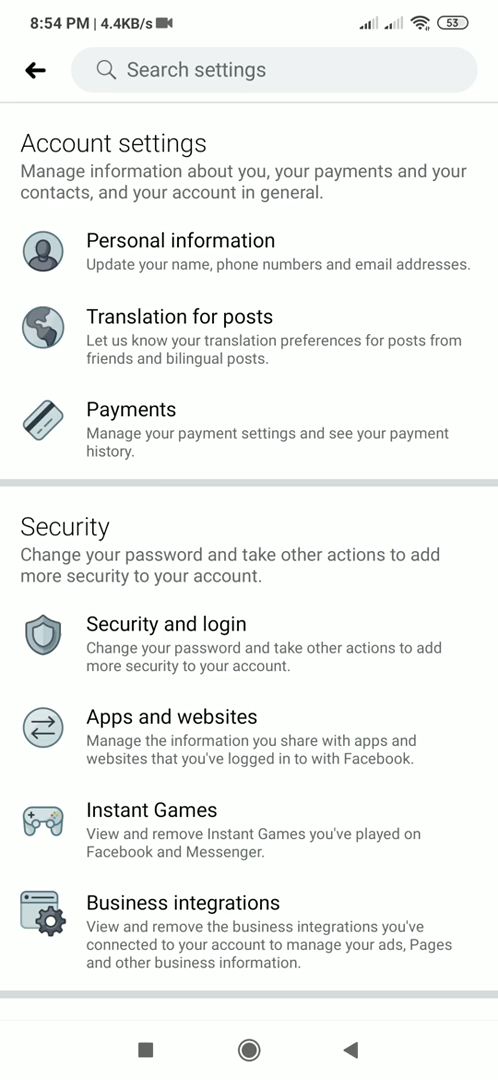 8:54 PM | 4.4KB/s
53
Search settings
Account settings
Manage information about you, your payments and your
contacts, and your account in general.
Personal information
Update your name, phone numbers and email addresses.
Translation for posts
Let us know your translation preferences for posts from
friends and bilingual posts.
Payments
Manage your payment settings and see your payment
history.
Security
Change your password and take other actions to add
more security to your account.
Security and login
Change your password and take other actions to add
more security to your account.
Apps and websites
Manage the information you share with apps and
websites that you've logged in to with Facebook.
Instant Games
View and remove Instant Games you've played on
Facebook and Messenger.
Business integrations
View and remove the business integrations you've
connected to your account to manage your ads, Pages
and other business information.